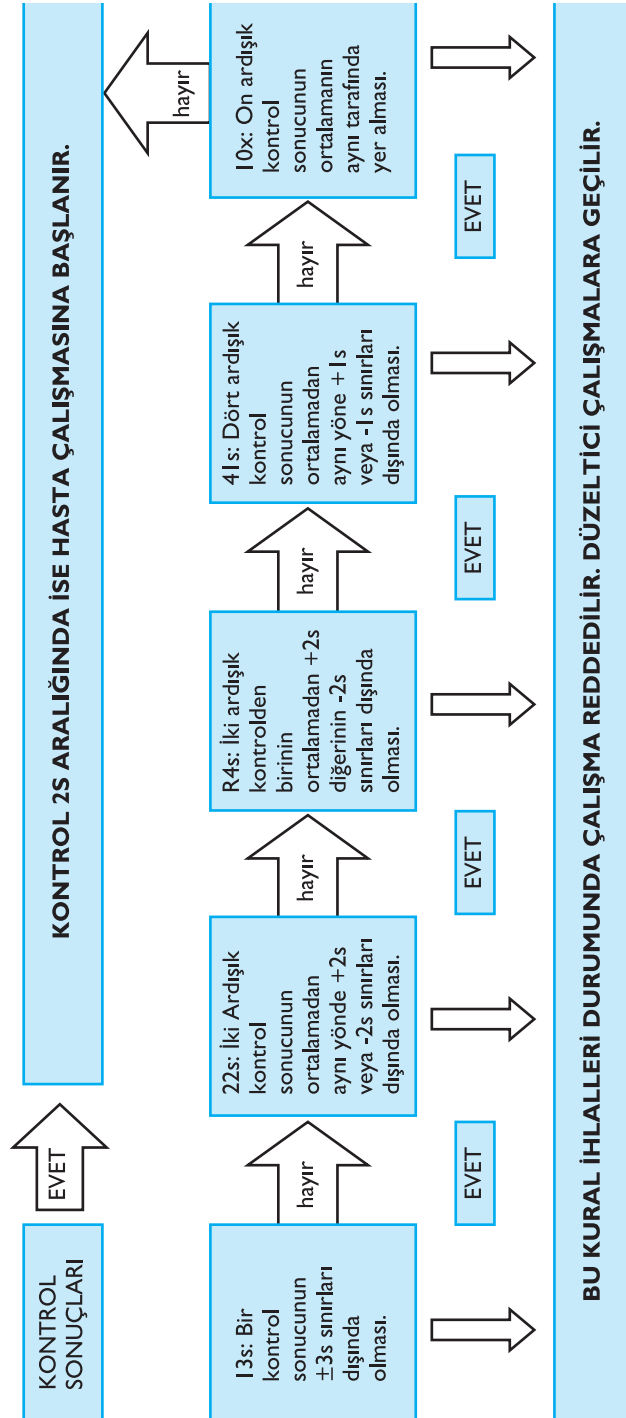 KONTROL
SONUÇLARI
EVET
KONTROL 2S ARALIĞINDA İSE HASTA ÇALIŞMASINA BAŞLANIR.
13s: Bir
kontrol
sonucunun
±3s sınırları
dışında
olması.
hayır
22s: İki Ardışık
kontrol
sonucunun
ortalamadan
aynı yönde +2s
veya -2s sınırları
dışında olması.
hayır
R4s: İki ardışık
kontrolden
birinin
ortalamadan +2s
diğerinin -2s
sınırları dışında
olması.
hayır
41s: Dört ardışık
kontrol
sonucunun
ortalamadan
aynı yöne +1s
veya -1s sınırları
dışında olması.
hayır
10x: On ardışık
kontrol
sonucunun
ortalamanın
aynı tarafında
yer alması.
hayır
EVET
EVET
EVET
EVET
BU KURAL İHLALLERİ DURUMUNDA ÇALIŞMA REDDEDİLİR. DÜZELTİCİ ÇALIŞMALARA GEÇİLİR.